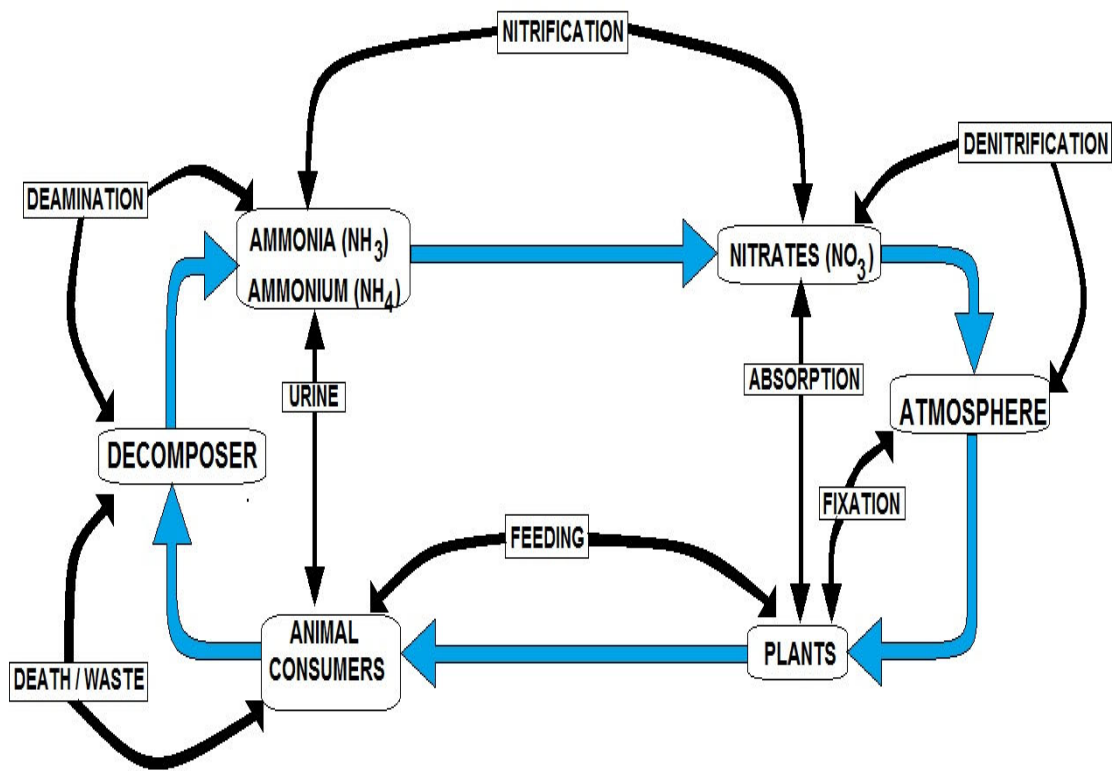 NITRIFICATION
DENITRIFICATION
DEAMINATION
AMMONIA (NH3)
AMMONIUM (NH4)
NITRATES (NO3)
URINE
ABSORPTION
ATMOSPHERE
DECOMPOSER
FIXATION
FEEDING
ANIMAL
CONSUMERS
PLANTS
DEATH / WASTE